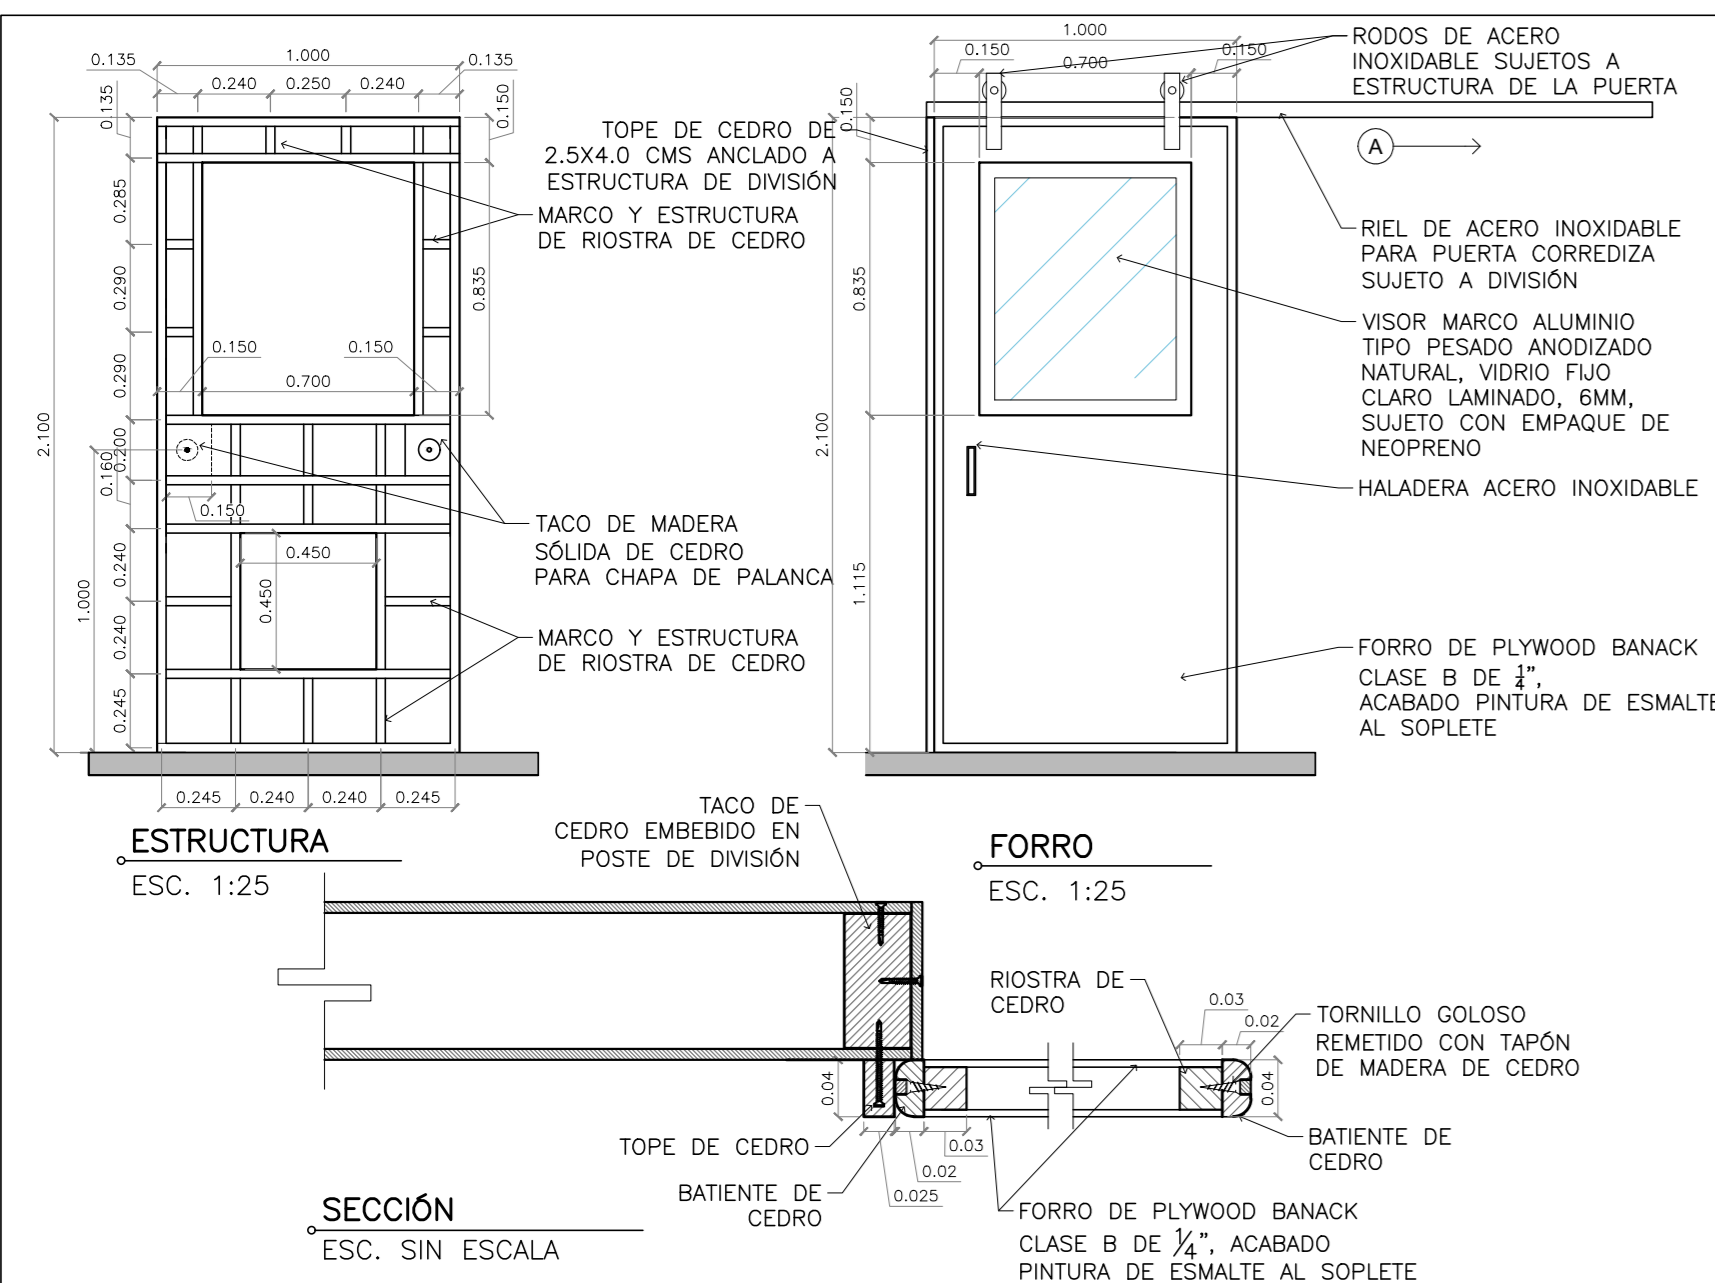 1.000
0.135
0.135
0.240
0.250
0.240
0.135
0.150
0.285
0.290
0.290
0.835
0.150
0.150
0.700
2.100
0.200
0.160
0.150
1.000
0.450
0.450
0.240
0.240
0.245
0.245
0.240
0.240
0.245
TOPE DE CEDRO DE
2.5X4.0 CMS ANCLADO A
ESTRUCTURA DE DIVISIÓN
MARCO Y ESTRUCTURA
DE RIOSTRA DE CEDRO
TACO DE MADERA
SÓLIDA DE CEDRO
PARA CHAPA DE PALANCA
MARCO Y ESTRUCTURA
DE RIOSTRA DE CEDRO
ESTRUCTURA
ESC. 1:25
1.000
0.150
0.700
0.150
0.150
0.835
2.100
1.115
RODOS DE ACERO
INOXIDABLE SUJETOS A
ESTRUCTURA DE LA PUERTA
A
RIEL DE ACERO INOXIDABLE
PARA PUERTA CORREDIZA
SUJETO A DIVISIÓN
VISOR MARCO ALUMINIO
TIPO PESADO ANODIZADO
NATURAL, VIDRIO FIJO
CLARO LAMINADO, 6MM,
SUJETO CON EMPAQUE DE
NEOPRENO
HALADERA ACERO INOXIDABLE
FORRO DE PLYWOOD BANACK
CLASE B DE 1/4",
ACABADO PINTURA DE ESMALTE
AL SOPLETE
FORRO
ESC. 1:25
TACO DE
CEDRO EMBEBIDO EN
POSTE DE DIVISIÓN
RIOSTRA DE
CEDRO
0.03
0.02
TORNILLO GOLOSO
REMETIDO CON TAPÓN
DE MADERA DE CEDRO
0.04
0.04
BATIENTE DE
CEDRO
TOPE DE CEDRO
0.03
0.02
0.025
BATIENTE DE
CEDRO
FORRO DE PLYWOOD BANACK
CLASE B DE 1/4", ACABADO
PINTURA DE ESMALTE AL SOPLETE
SECCIÓN
ESC. SIN ESCALA